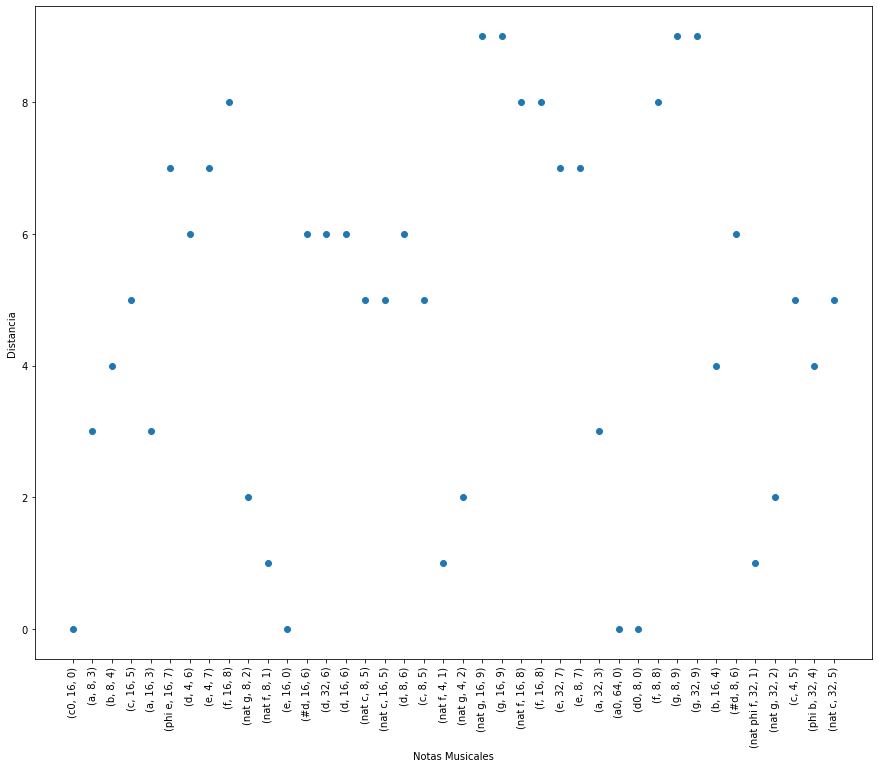 8
6
4
2
0
Distancia
(c0, 16, 0)
(a, 8, 3)
(b, 8, 4)
(c, 16, 5)
(a, 16, 3)
(phi e, 16, 7)
(d, 4, 6)
(e, 4, 7)
(f, 16, 8)
(nat g, 8, 2)
(nat f, 8, 1)
(e, 16, 0)
(#d, 16, 6)
(d, 32, 6)
(d, 16, 6)
(nat c, 8, 5)
(nat c, 16, 5)
(d, 8, 6)
(c, 8, 5)
(nat f, 4, 1)
(nat g, 4, 2)
(nat g, 16, 9)
(g, 16, 9)
(nat f, 16, 8)
(f, 16, 8)
(e, 32, 7)
(e, 8, 7)
(a, 32, 3)
(a0, 64, 0)
(d0, 8, 0)
(f, 8, 8)
(g, 8, 9)
(g, 32, 9)
(b, 16, 4)
(#d, 8, 6)
(nat phi f, 32, 1)
(nat g, 32, 2)
(c, 4, 5)
(phi b, 32, 4)
(nat c, 32, 5)
Notas Musicales